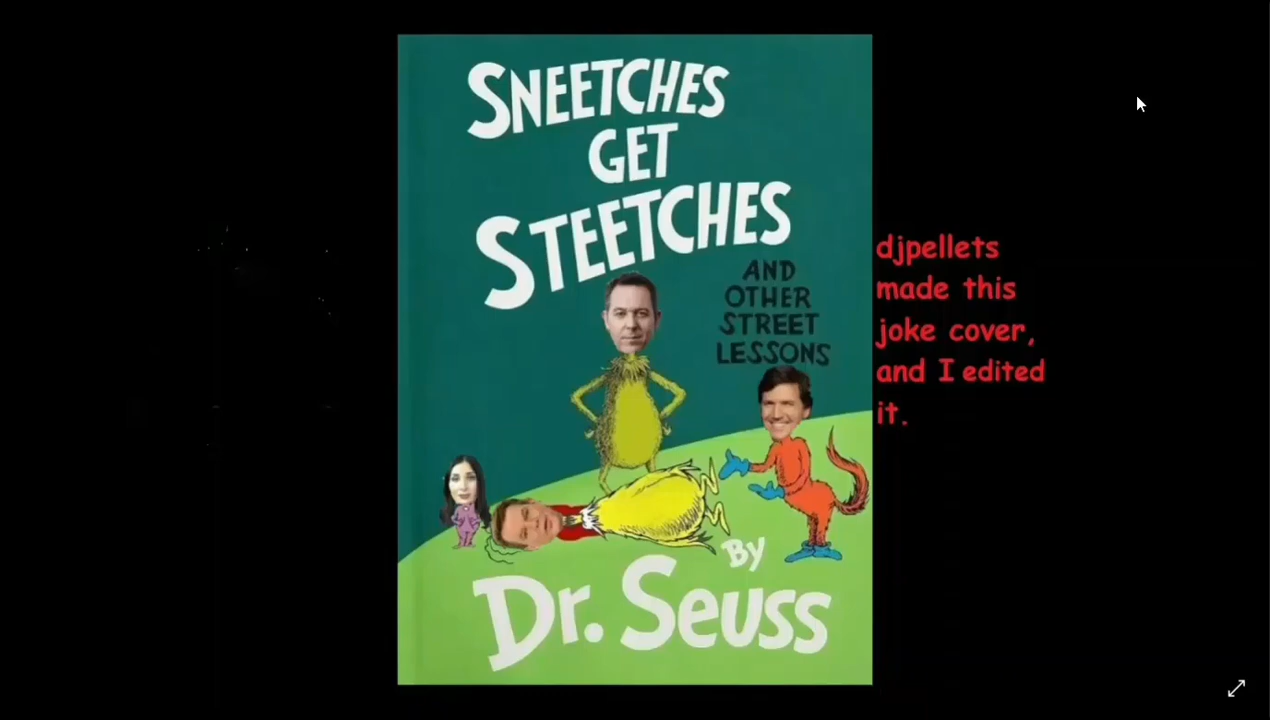 SNEETCHES
GET
STEETCHES
AND
OTHER
STREET
LESSONS
By
Dr. Seuss
djpellets
made this
joke cover,
and I edited
it.